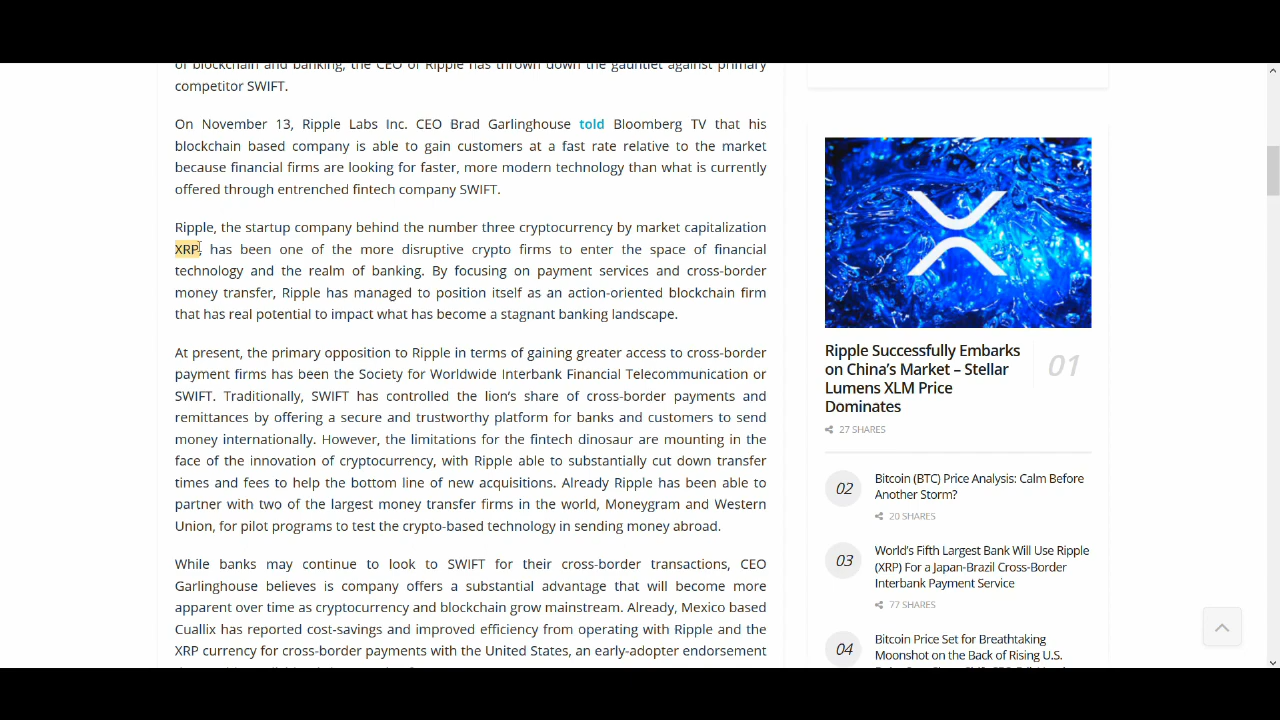 of blockchain and banking, the CEO of Ripple has thrown down the gauntlet against primary
competitor SWIFT.
On November 13, Ripple Labs Inc. CEO Brad Garlinghouse told Bloomberg TV that his
blockchain based company is able to gain customers at a fast rate relative to the market
because financial firms are looking for faster, more modern technology than what is currently
offered through entrenched fintech company SWIFT.
Ripple, the startup company behind the number three cryptocurrency by market capitalization
XRP, has been one of the more disruptive crypto firms to enter the space of financial
technology and the realm of banking. By focusing on payment services and cross-border
money transfer, Ripple has managed to position itself as an action-oriented blockchain firm
that has real potential to impact what has become a stagnant banking landscape.
At present, the primary opposition to Ripple in terms of gaining greater access to cross-border
payment firms has been the Society for Worldwide Interbank Financial Telecommunication or
SWIFT. Traditionally, SWIFT has controlled the lion's share of cross-border payments and
remittances by offering a secure and trustworthy platform for banks and customers to send
money internationally. However, the limitations for the fintech dinosaur are mounting in the
face of the innovation of cryptocurrency, with Ripple able to substantially cut down transfer
times and fees to help the bottom line of new acquisitions. Already Ripple has been able to
partner with two of the largest money transfer firms in the world, Moneygram and Western
Union, for pilot programs to test the crypto-based technology in sending money abroad.
While banks may continue to look to SWIFT for their cross-border transactions, CEO
Garlinghouse believes is company offers a substantial advantage that will become more
apparent over time as cryptocurrency and blockchain grow mainstream. Already, Mexico based
Cuallix has reported cost-savings and improved efficiency from operating with Ripple and the
XRP currency for cross-border payments with the United States, an early-adopter endorsement
Ripple Successfully Embarks
on China's Market – Stellar
Lumens XLM Price
Dominates
01
27 SHARES
02
Bitcoin (BTC) Price Analysis: Calm Before
Another Storm?
20 SHARES
03
World's Fifth Largest Bank Will Use Ripple
(XRP) For a Japan-Brazil Cross-Border
Interbank Payment Service
77 SHARES
04
Bitcoin Price Set for Breathtaking
Moonshot on the Back of Rising U.S.